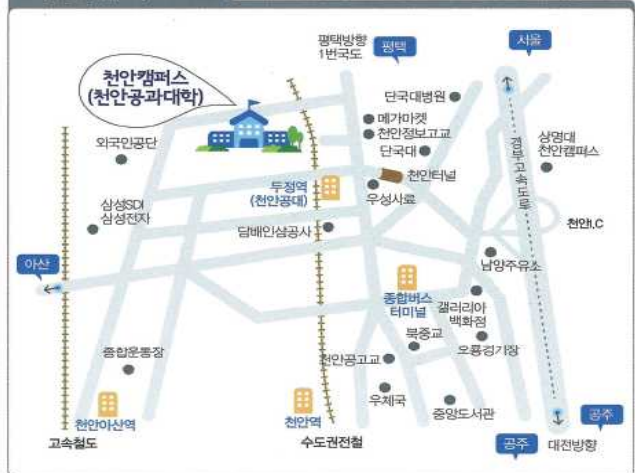 평택방향
1번국도
평택
서울
천안캠퍼스
(천안공과대학)
단국대병원
메가마켓
천안정보고교
단국대
경부고속도로
상명대
천안캠퍼스
외국인공단
천안터널
두정역
(천안공대)
우성사료
삼성SDI
삼성전자
담배인삼공사
천안I.C
아산
남양주유소
종합버스
터미널
갤러리아
백화점
북중교
오룡경기장
종합운동장
천안공고교
우체국
중앙도서관
천안아산역
천안역
공주
고속철도
수도권전철
공주
대전방향